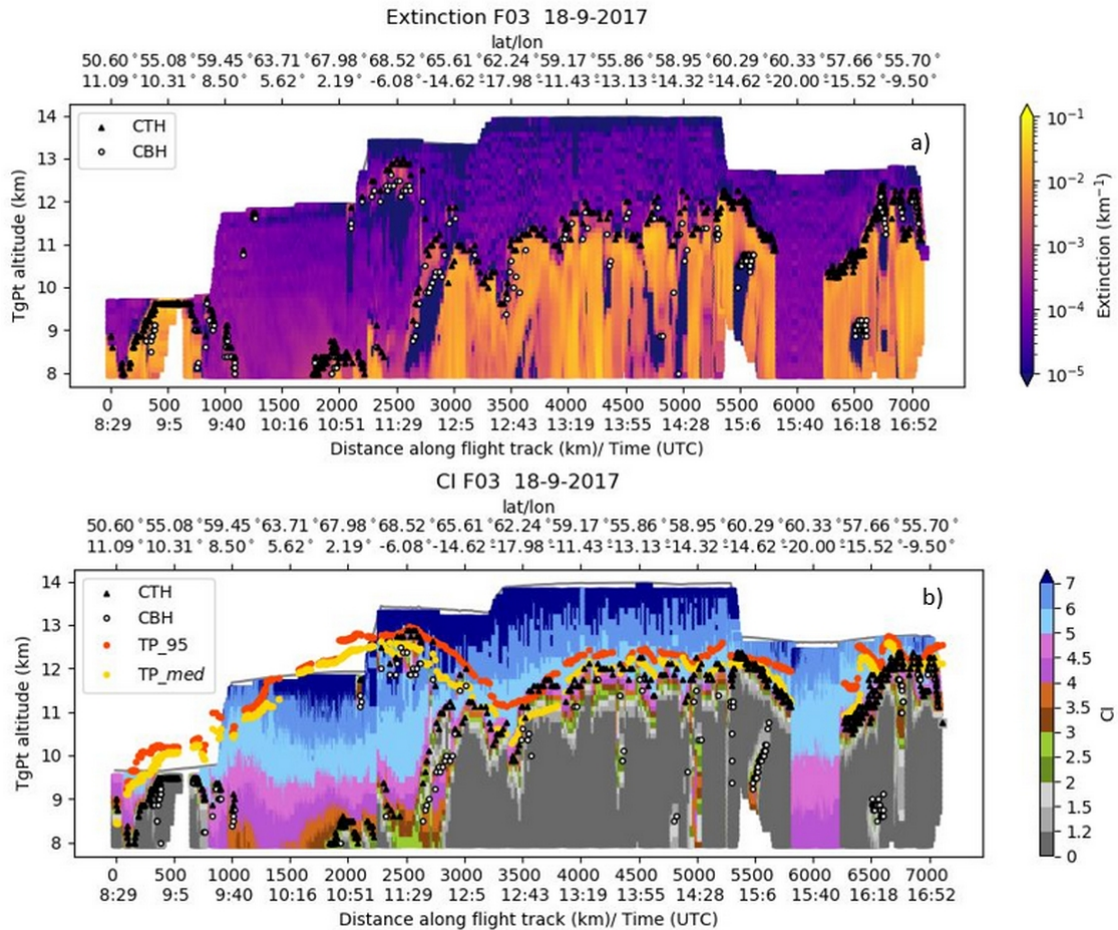 Extinction F03 18-9-2017
lat/lon
50.60° 55.08° 59.45° 63.71° 67.98° 68.52° 65.61° 62.24° 59.17° 55.86° 58.95° 60.29° 60.33° 57.66° 55.70°
11.09° 10.31° 8.50° 5.62° 2.19° -6.08° -14.62° -17.98° -11.43° -13.13° -14.32° -14.62° -20.00° -15.52° -9.50°
CTH
CBH
a)
14
13
12
11
10
9
8
TgPt altitude (km)
10⁻¹
10⁻²
10⁻³
10⁻⁴
10⁻⁵
Extinction (km⁻¹)
0 500 1000 1500 2000 2500 3000 3500 4000 4500 5000 5500 6000 6500 7000
8:29 9:5 9:40 10:16 10:51 11:29 12:5 12:43 13:19 13:55 14:28 15:6 15:40 16:18 16:52
Distance along flight track (km)/ Time (UTC)
CI F03 18-9-2017
lat/lon
50.60° 55.08° 59.45° 63.71° 67.98° 68.52° 65.61° 62.24° 59.17° 55.86° 58.95° 60.29° 60.33° 57.66° 55.70°
11.09° 10.31° 8.50° 5.62° 2.19° -6.08° -14.62° -17.98° -11.43° -13.13° -14.32° -14.62° -20.00° -15.52° -9.50°
CTH
CBH
TP_95
TP_med
b)
14
13
12
11
10
9
8
TgPt altitude (km)
7
6
5
4.5
4
3.5
3
2.5
2
1.5
1.2
0
CI
0 500 1000 1500 2000 2500 3000 3500 4000 4500 5000 5500 6000 6500 7000
8:29 9:5 9:40 10:16 10:51 11:29 12:5 12:43 13:19 13:55 14:28 15:6 15:40 16:18 16:52
Distance along flight track (km)/ Time (UTC)